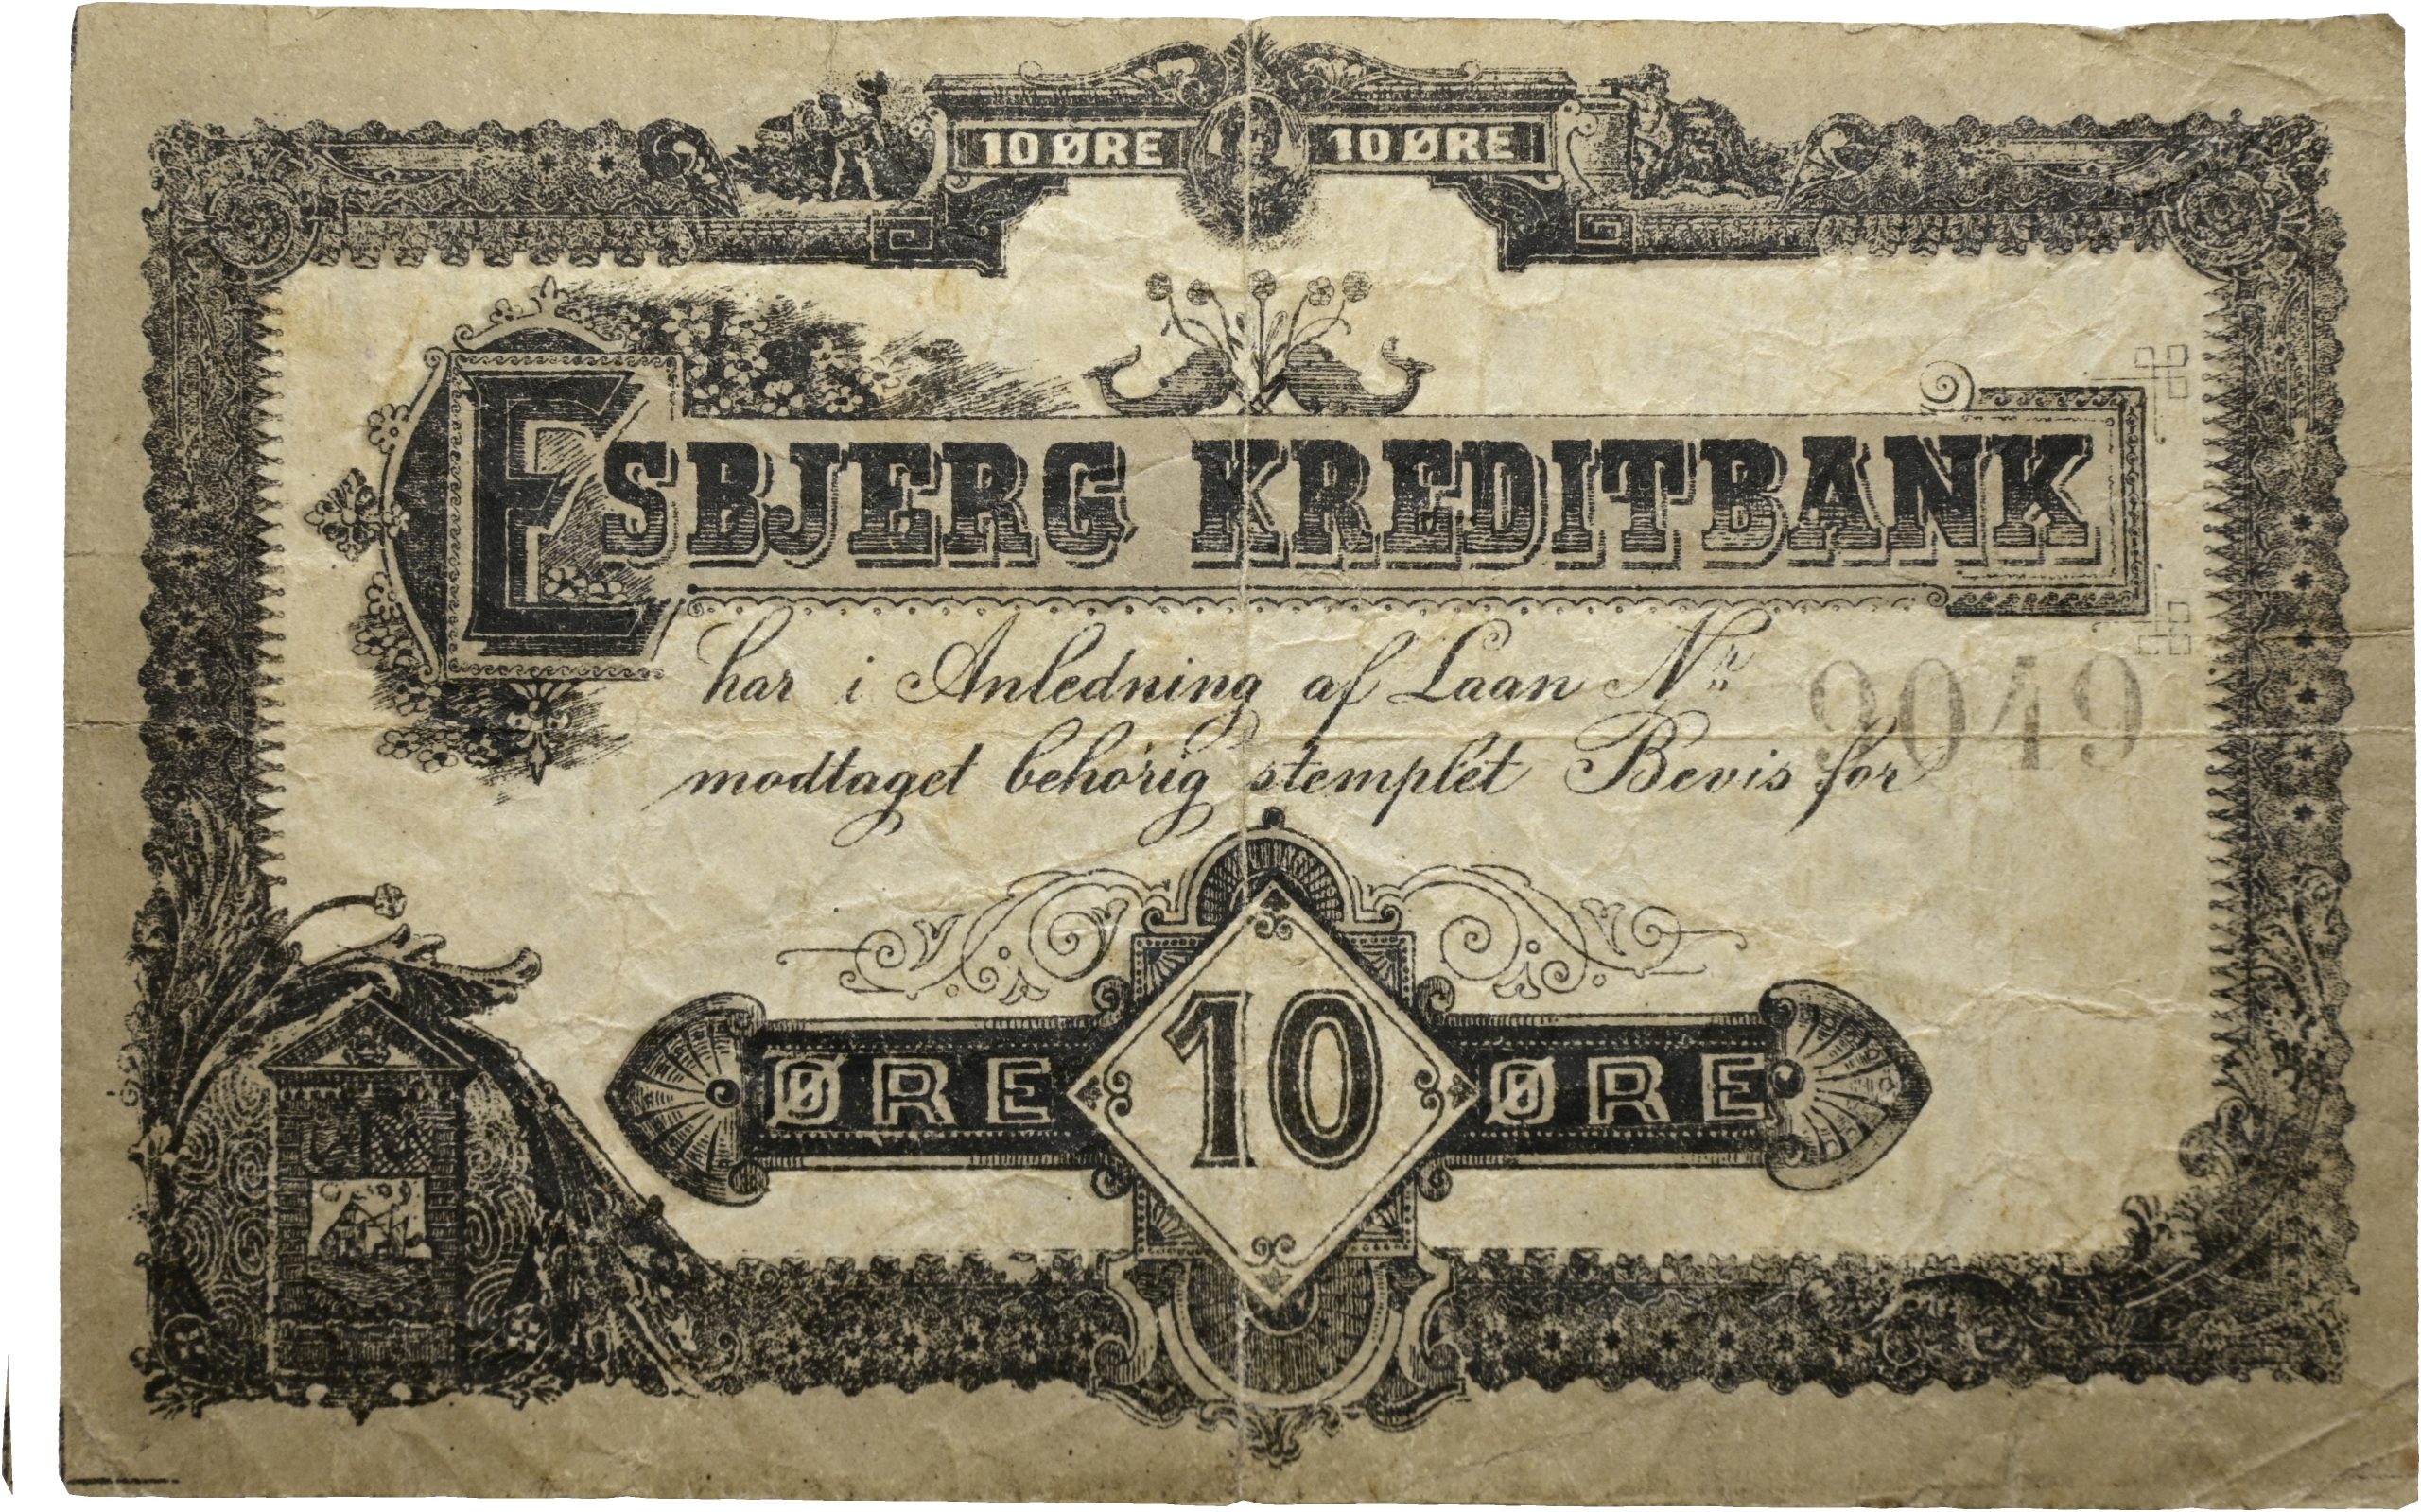 10 ØRE 10 ØRE
ESBJERG KREDITBANK
har i Anledning af Laan Nr. 9049
modtaget behörig stemplet Bevis for
ØRE 10 ØRE